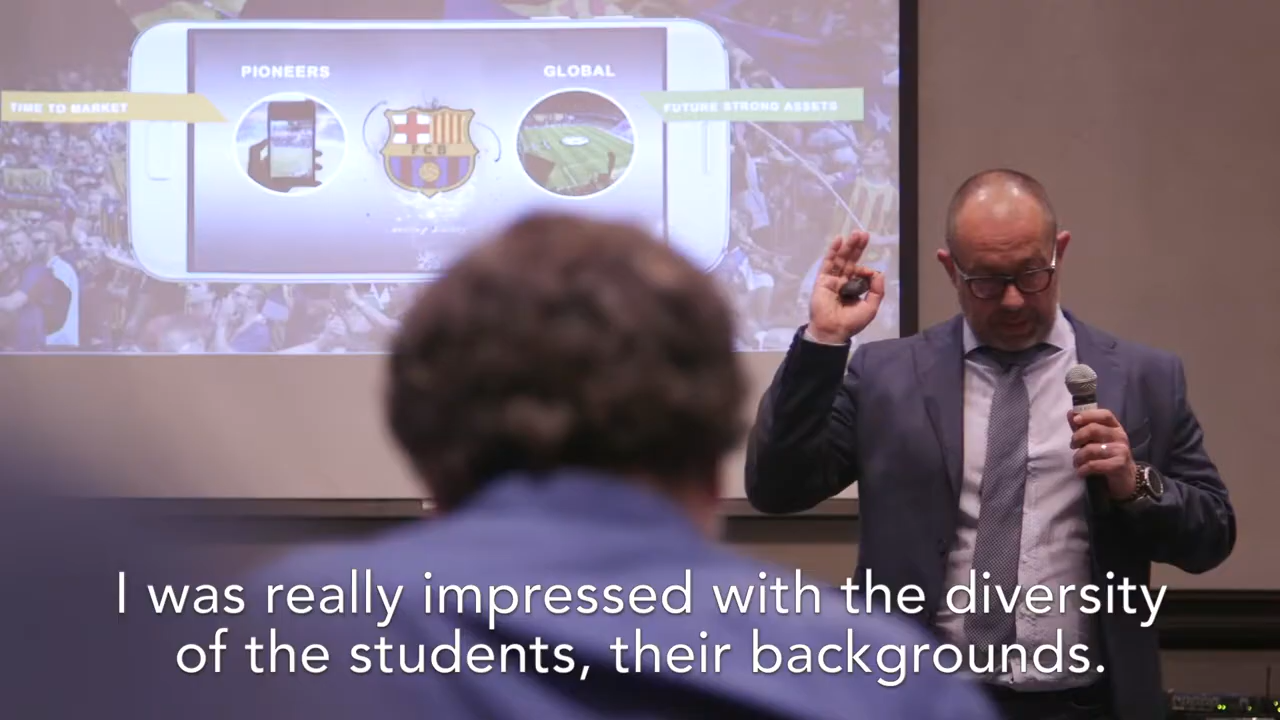 PIONEERS
GLOBAL
TIME TO MARKET
FUTURE STRONG ASSETS
FCB
I was really impressed with the diversity
of the students, their backgrounds.